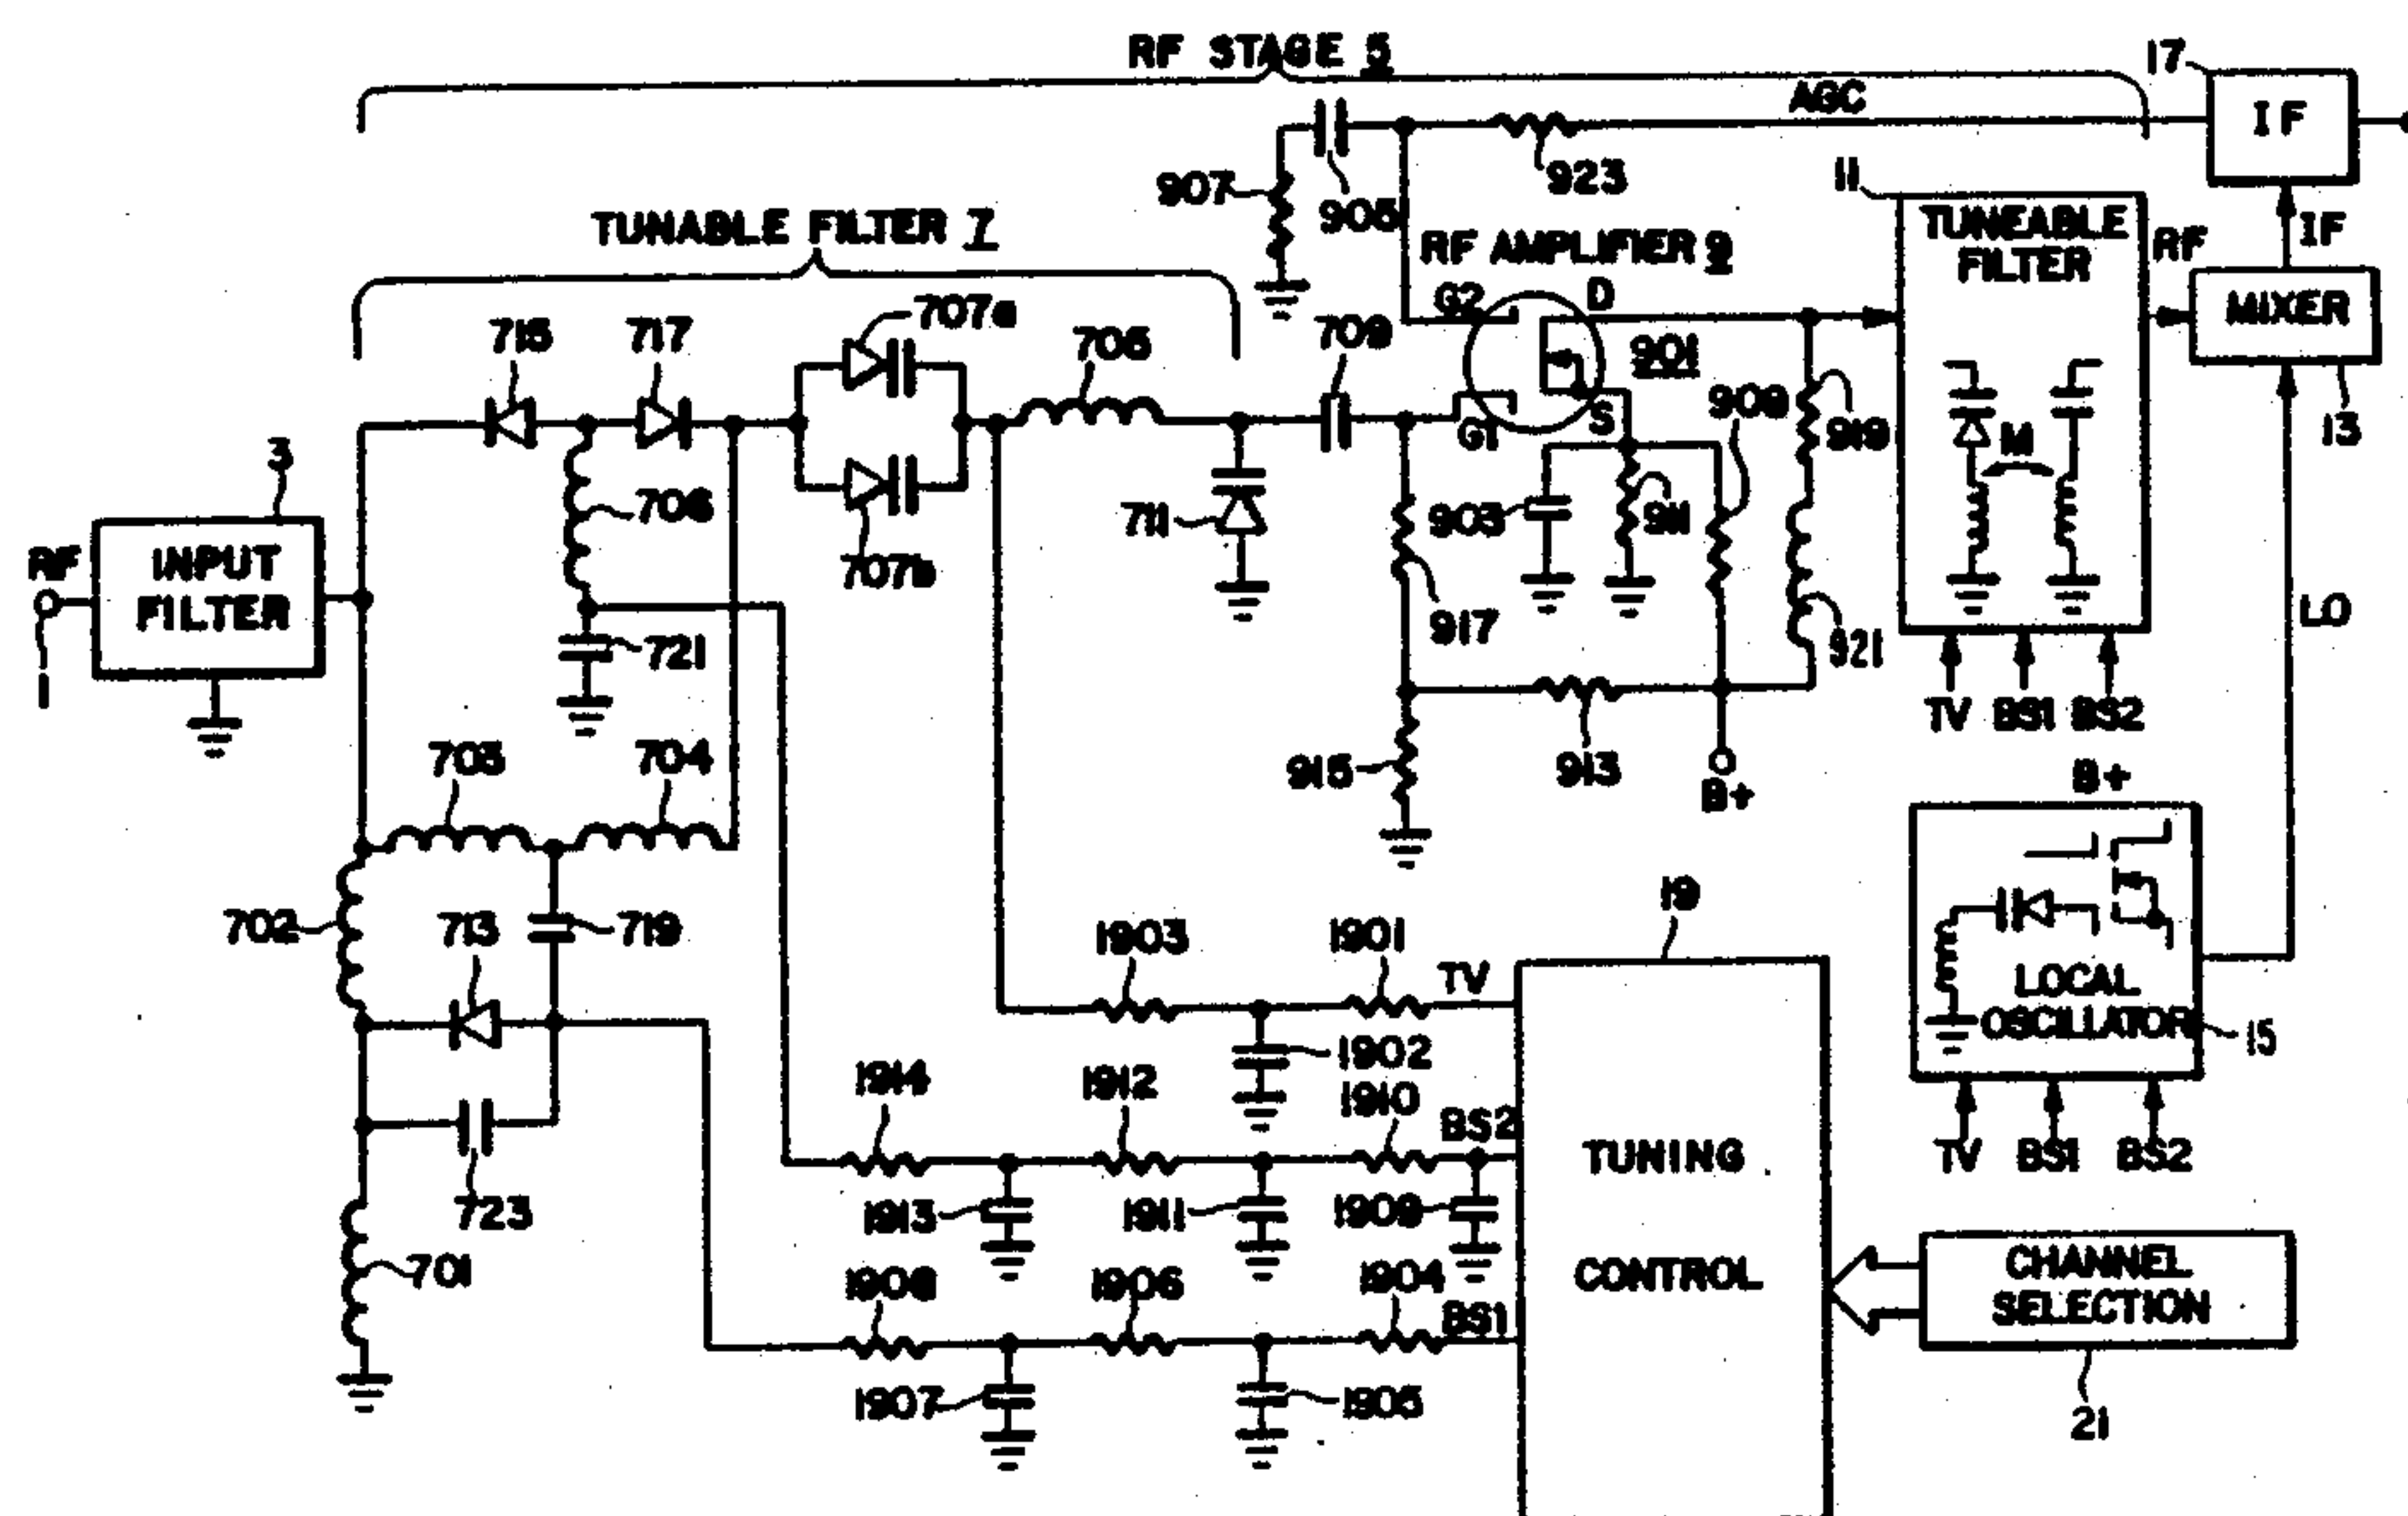 RF STAGE 5
17
IF
AGC
907
905
923
11
TUNEABLE
FILTER
RF
IF
TUNABLE FILTER 7
RF AMPLIFIER 9
MIXER
13
715
717
707a
705
709
G2
D
901
G1
S
909
919
M
3
706
707b
711
903
911
917
921
RF
INPUT
FILTER
1
721
LO
TV BS1 BS2
703
704
915
913
B+
B+
702
713
719
1903
1901
TV
19
LOCAL
OSCILLATOR
15
1902
1914
1912
1910
BS2
TUNING
CONTROL
TV BS1 BS2
723
1913
1911
1909
701
1908
1906
1904
BS1
CHANNEL
SELECTION
1907
1905
21